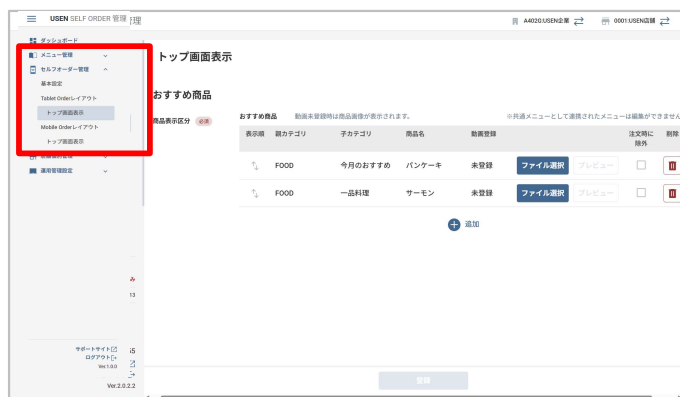 USEN SELF ORDER 管理
管理
A402G:USEN企業
0001:USEN店舗
ダッシュボード
メニュー管理
セルフオーダー管理
基本設定
Tablet Orderレイアウト
トップ画面表示
Mobile Orderレイアウト
トップ画面表示
運用管理設定
トップ画面表示
おすすめ商品
商品表示区分 必須
おすすめ商品 動画未登録時は商品画像が表示されます。
※共通メニューとして連携されたメニューは編集ができません
表示順 親カテゴリ 子カテゴリ 商品名 動画登録 注文時に除外 削除
FOOD 今月のおすすめ パンケーキ 未登録 ファイル選択 プレビュー
FOOD 一品料理 サーモン 未登録 ファイル選択 プレビュー
追加
13
サポートサイト
ログアウト
Ver.1.0.0
Ver.2.0.2.2
登録